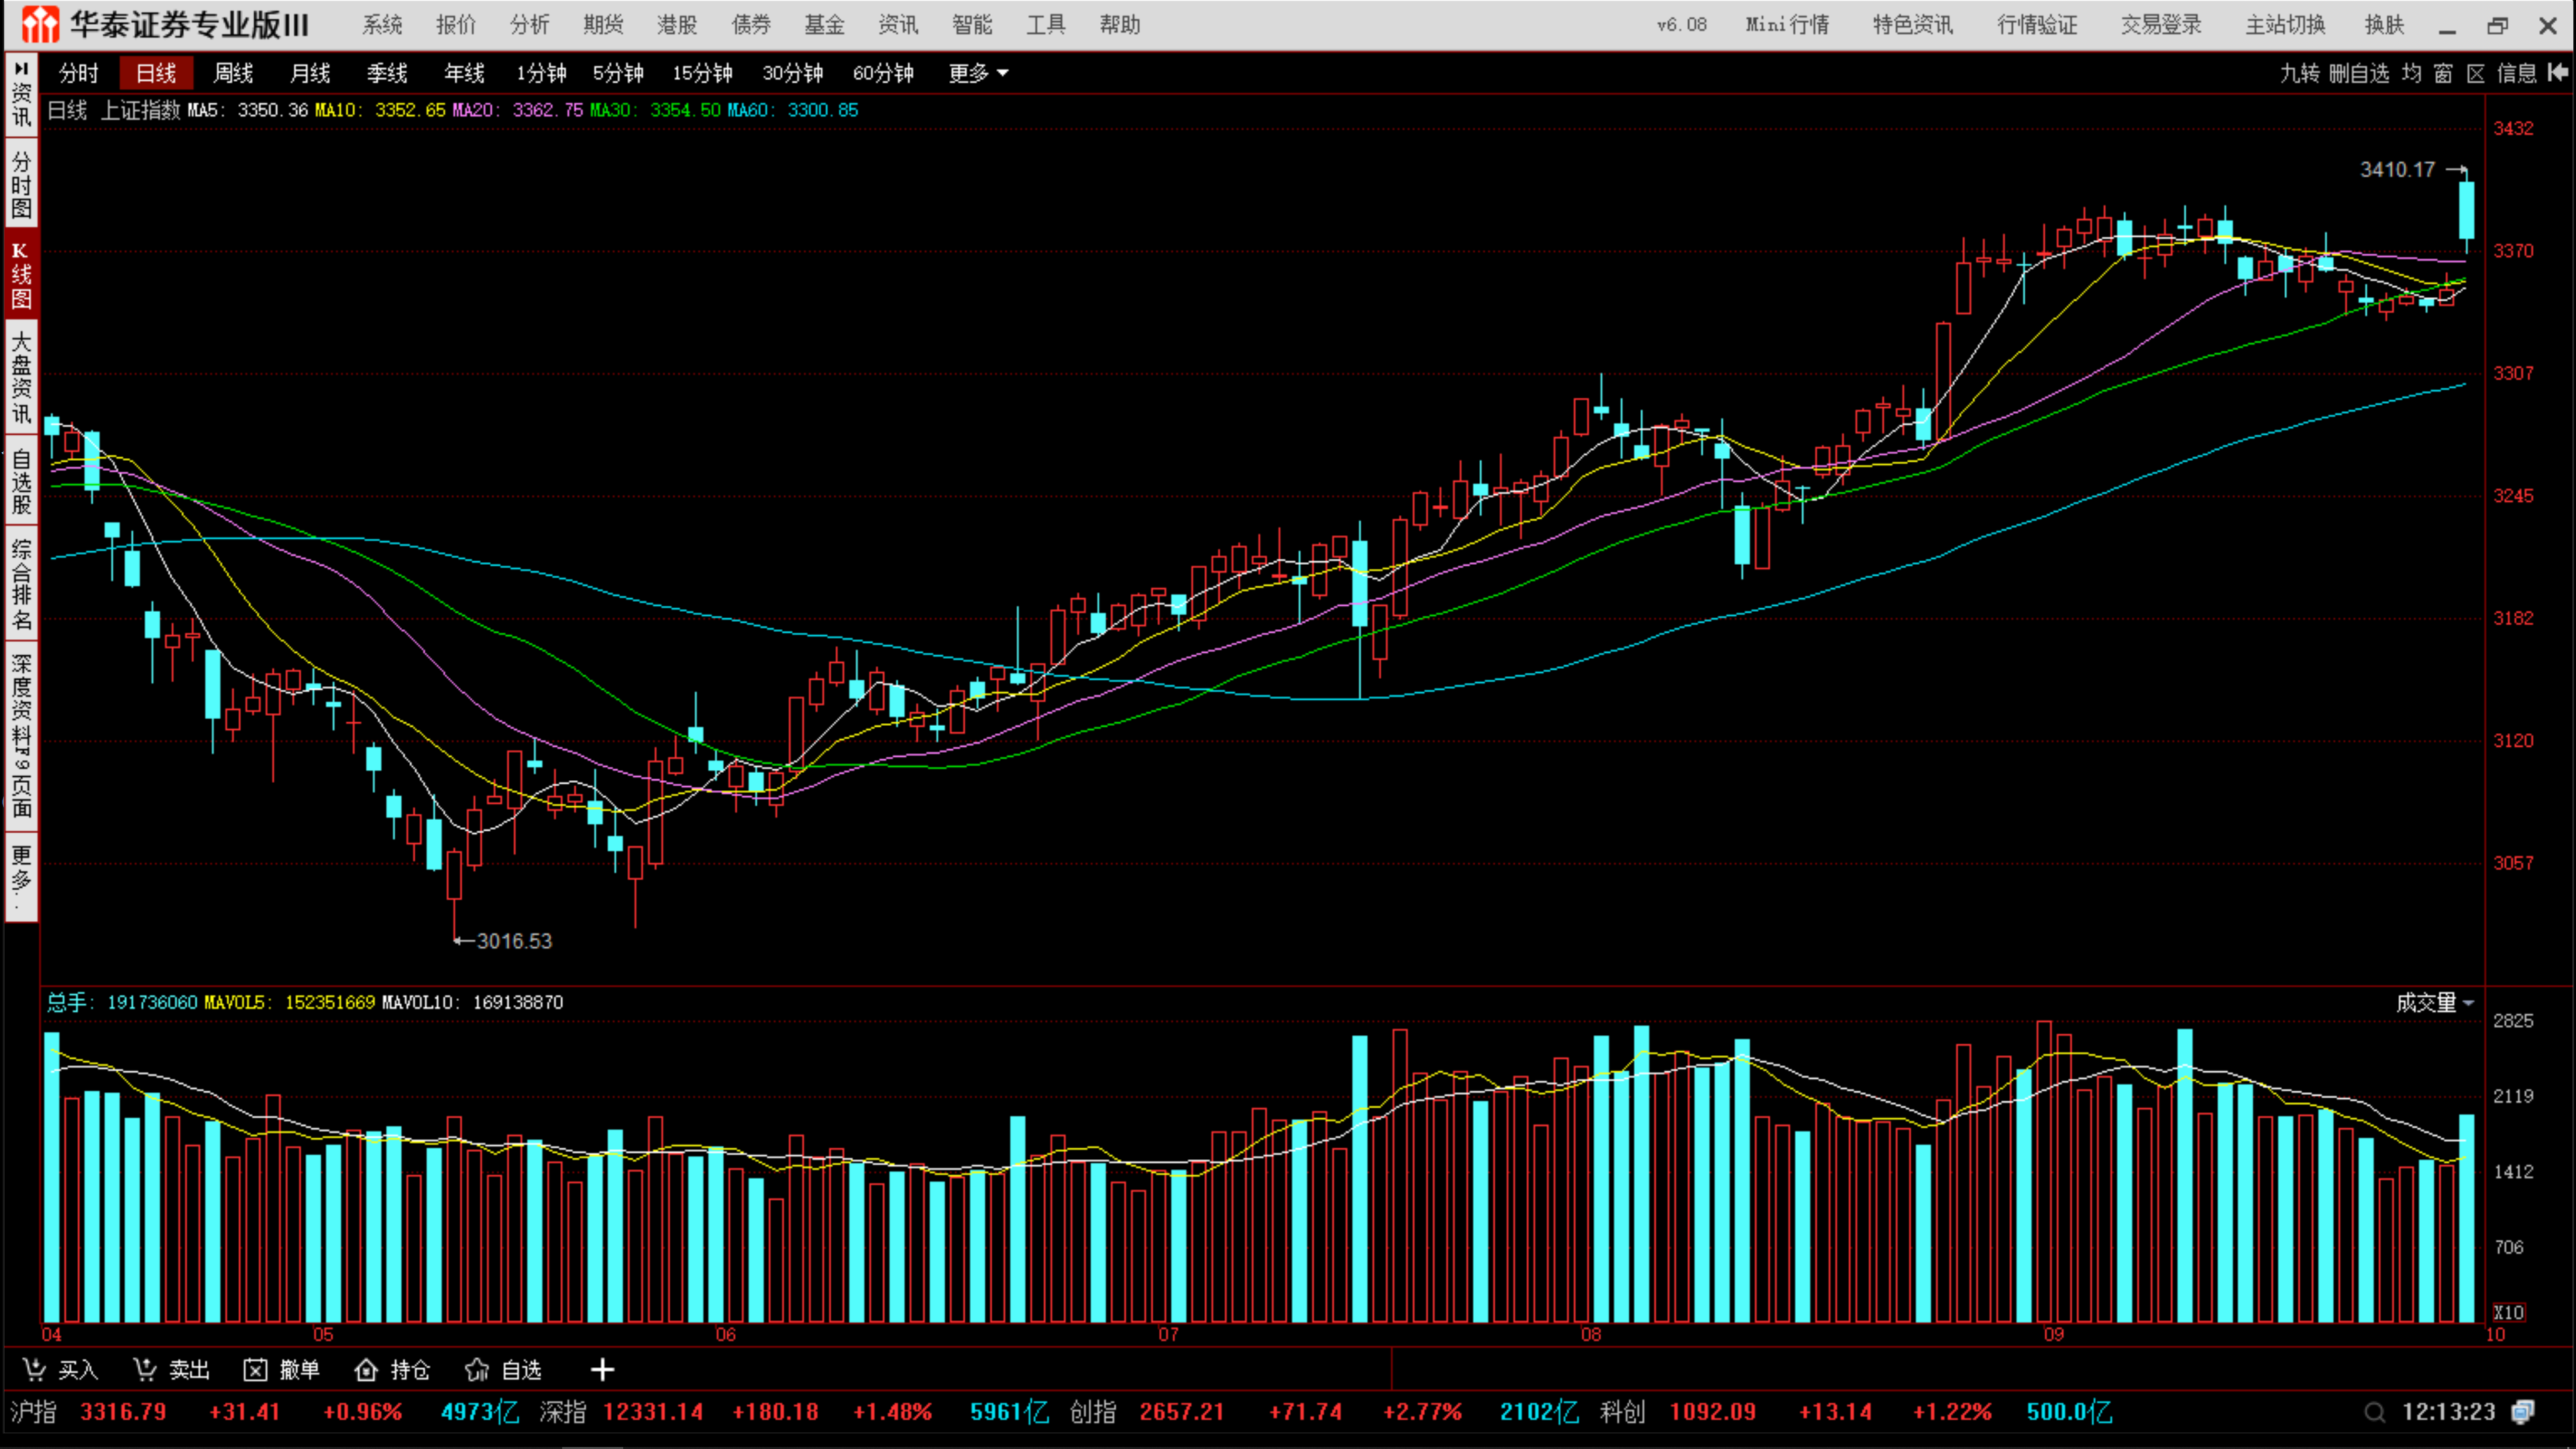 华泰证券专业版III 系统 报价 分析 期货 港股 债券 基金 资讯 智能 工具 帮助 v6.08 Mini行情 特色资讯 行情验证 交易登录 主站切换 换肤
分时 日线 周线 月线 季线 年线 1分钟 5分钟 15分钟 30分钟 60分钟 更多 九转 删自选 均 窗 区 信息
资讯
分时图
K线图
大盘资讯
自选股
综合排名
深度资料F9页面
更多..
日线 上证指数 MA5: 3350.36 MA10: 3352.65 MA20: 3362.75 MA30: 3354.50 MA60: 3300.85
3432
3410.17
3370
3307
3245
3182
3120
3057
3016.53
总手: 191736060 MAVOL5: 152351669 MAVOL10: 169138870 成交量
2825
2119
1412
706
X10
04 05 06 07 08 09 10
买入 卖出 撤单 持仓 自选 +
沪指 3316.79 +31.41 +0.96% 4973亿 深指 12331.14 +180.18 +1.48% 5961亿 创指 2657.21 +71.74 +2.77% 2102亿 科创 1092.09 +13.14 +1.22% 500.0亿 12:13:23